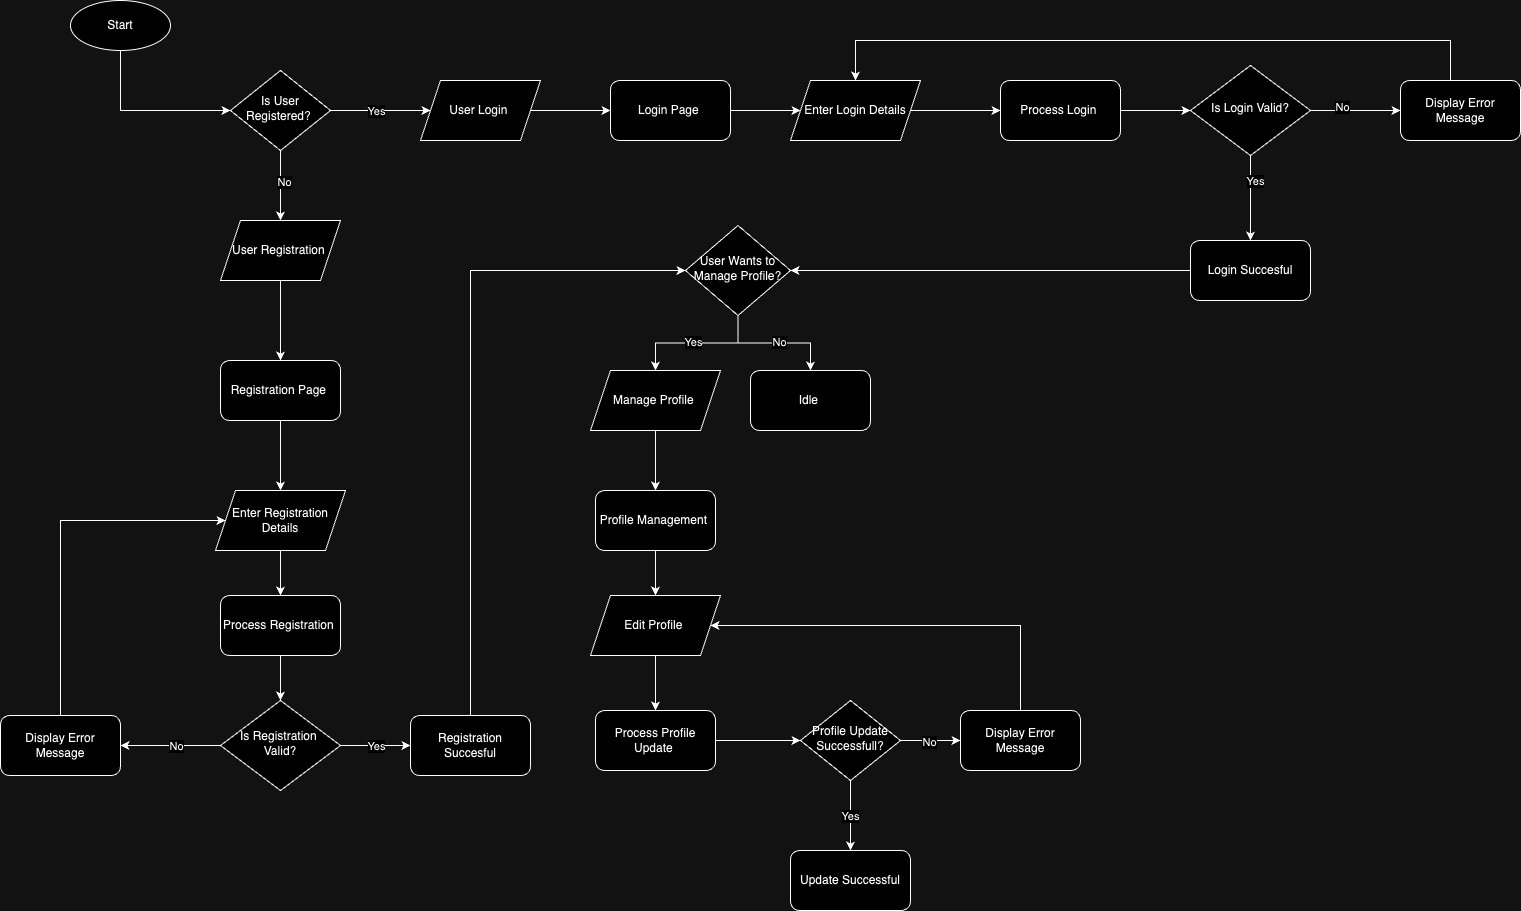 Start
Is User
Registered?
Yes
User Login
Login Page
Enter Login Details
Process Login
Is Login Valid?
No
Display Error
Message
No
Yes
User Registration
User Wants to
Manage Profile?
Login Succesful
Yes
No
Registration Page
Manage Profile
Idle
Enter Registration
Details
Profile Management
Process Registration
Edit Profile
Display Error
Message
No
Is Registration
Valid?
Yes
Registration
Succesful
Process Profile
Update
Profile Update
Successfull?
No
Display Error
Message
Yes
Update Successful